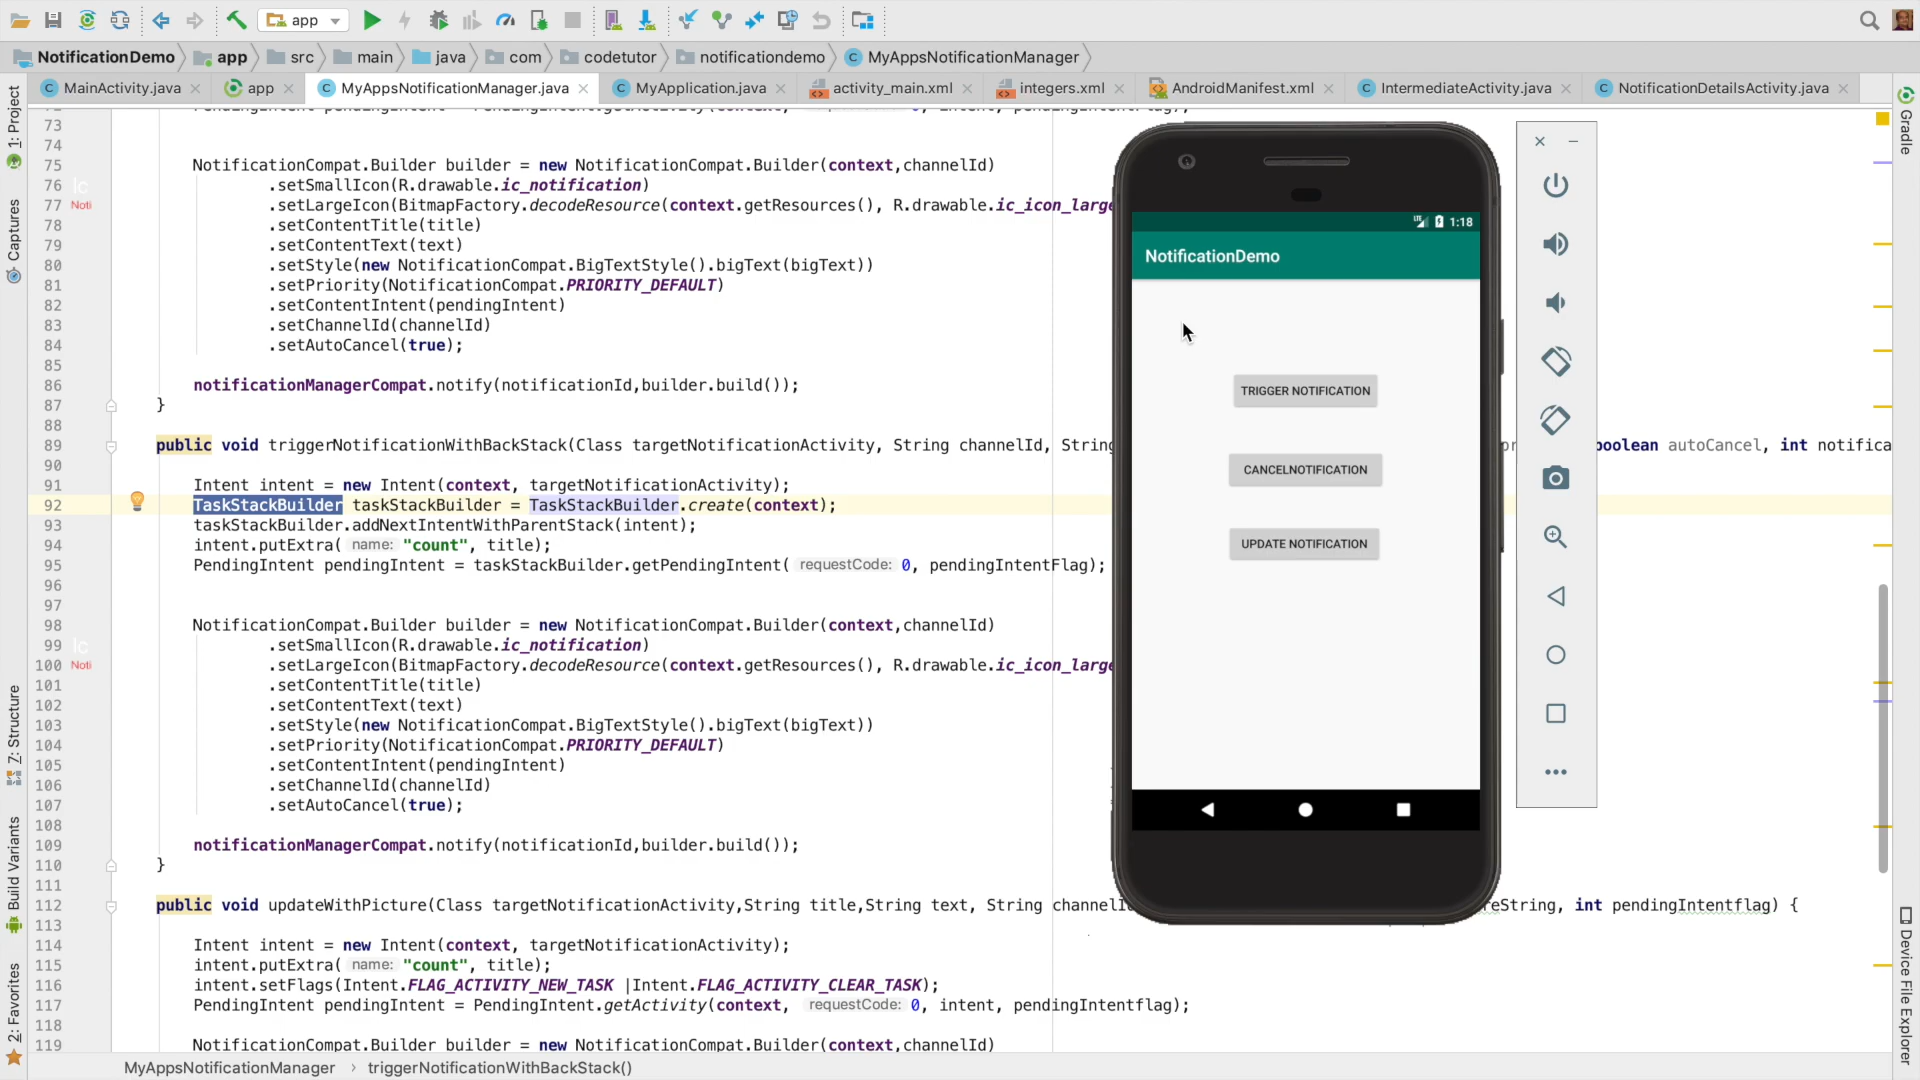 app
NotificationDemo app src main java com codetutor notificationdemo MyAppsNotificationManager
MainActivity.java app MyAppsNotificationManager.java MyApplication.java activity_main.xml integers.xml AndroidManifest.xml IntermediateActivity.java NotificationDetailsActivity.java
1: Project
Captures
7: Structure
Build Variants
2: Favorites
Gradle
Device File Explorer
73
74
75 NotificationCompat.Builder builder = new NotificationCompat.Builder(context,channelId)
76 .setSmallIcon(R.drawable.ic_notification)
77 Noti .setLargeIcon(BitmapFactory.decodeResource(context.getResources(), R.drawable.ic_icon_large
78 .setContentTitle(title)
79 .setContentText(text)
80 .setStyle(new NotificationCompat.BigTextStyle().bigText(bigText))
81 .setPriority(NotificationCompat.PRIORITY_DEFAULT)
82 .setContentIntent(pendingIntent)
83 .setChannelId(channelId)
84 .setAutoCancel(true);
85
86 notificationManagerCompat.notify(notificationId,builder.build());
87 }
88
89 public void triggerNotificationWithBackStack(Class targetNotificationActivity, String channelId, String boolean autoCancel, int notifica
90
91 Intent intent = new Intent(context, targetNotificationActivity);
92 TaskStackBuilder taskStackBuilder = TaskStackBuilder.create(context);
93 taskStackBuilder.addNextIntentWithParentStack(intent);
94 intent.putExtra( name: "count", title);
95 PendingIntent pendingIntent = taskStackBuilder.getPendingIntent( requestCode: 0, pendingIntentFlag);
96
97
98 NotificationCompat.Builder builder = new NotificationCompat.Builder(context,channelId)
99 Ic .setSmallIcon(R.drawable.ic_notification)
100 Noti .setLargeIcon(BitmapFactory.decodeResource(context.getResources(), R.drawable.ic_icon_large
101 .setContentTitle(title)
102 .setContentText(text)
103 .setStyle(new NotificationCompat.BigTextStyle().bigText(bigText))
104 .setPriority(NotificationCompat.PRIORITY_DEFAULT)
105 .setContentIntent(pendingIntent)
106 .setChannelId(channelId)
107 .setAutoCancel(true);
108
109 notificationManagerCompat.notify(notificationId,builder.build());
110 }
111
112 public void updateWithPicture(Class targetNotificationActivity,String title,String text, String channelI reString, int pendingIntentflag) {
113
114 Intent intent = new Intent(context, targetNotificationActivity);
115 intent.putExtra( name: "count", title);
116 intent.setFlags(Intent.FLAG_ACTIVITY_NEW_TASK |Intent.FLAG_ACTIVITY_CLEAR_TASK);
117 PendingIntent pendingIntent = PendingIntent.getActivity(context, requestCode: 0, intent, pendingIntentflag);
118
119 NotificationCompat.Builder builder = new NotificationCompat.Builder(context,channelId)
LTE 1:18
NotificationDemo
TRIGGER NOTIFICATION
CANCELNOTIFICATION
UPDATE NOTIFICATION
MyAppsNotificationManager › triggerNotificationWithBackStack()